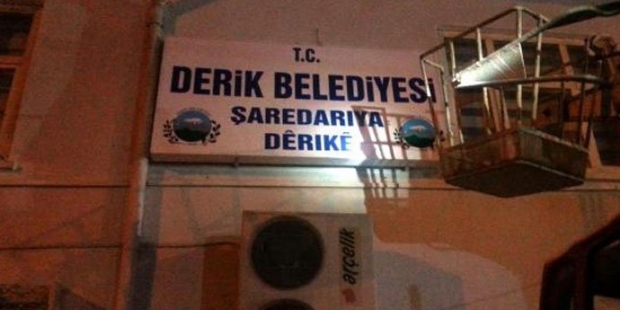 T.C.
DERİK BELEDİYESİ
ŞAREDARIYA
DÊRIKÊ
arçelik